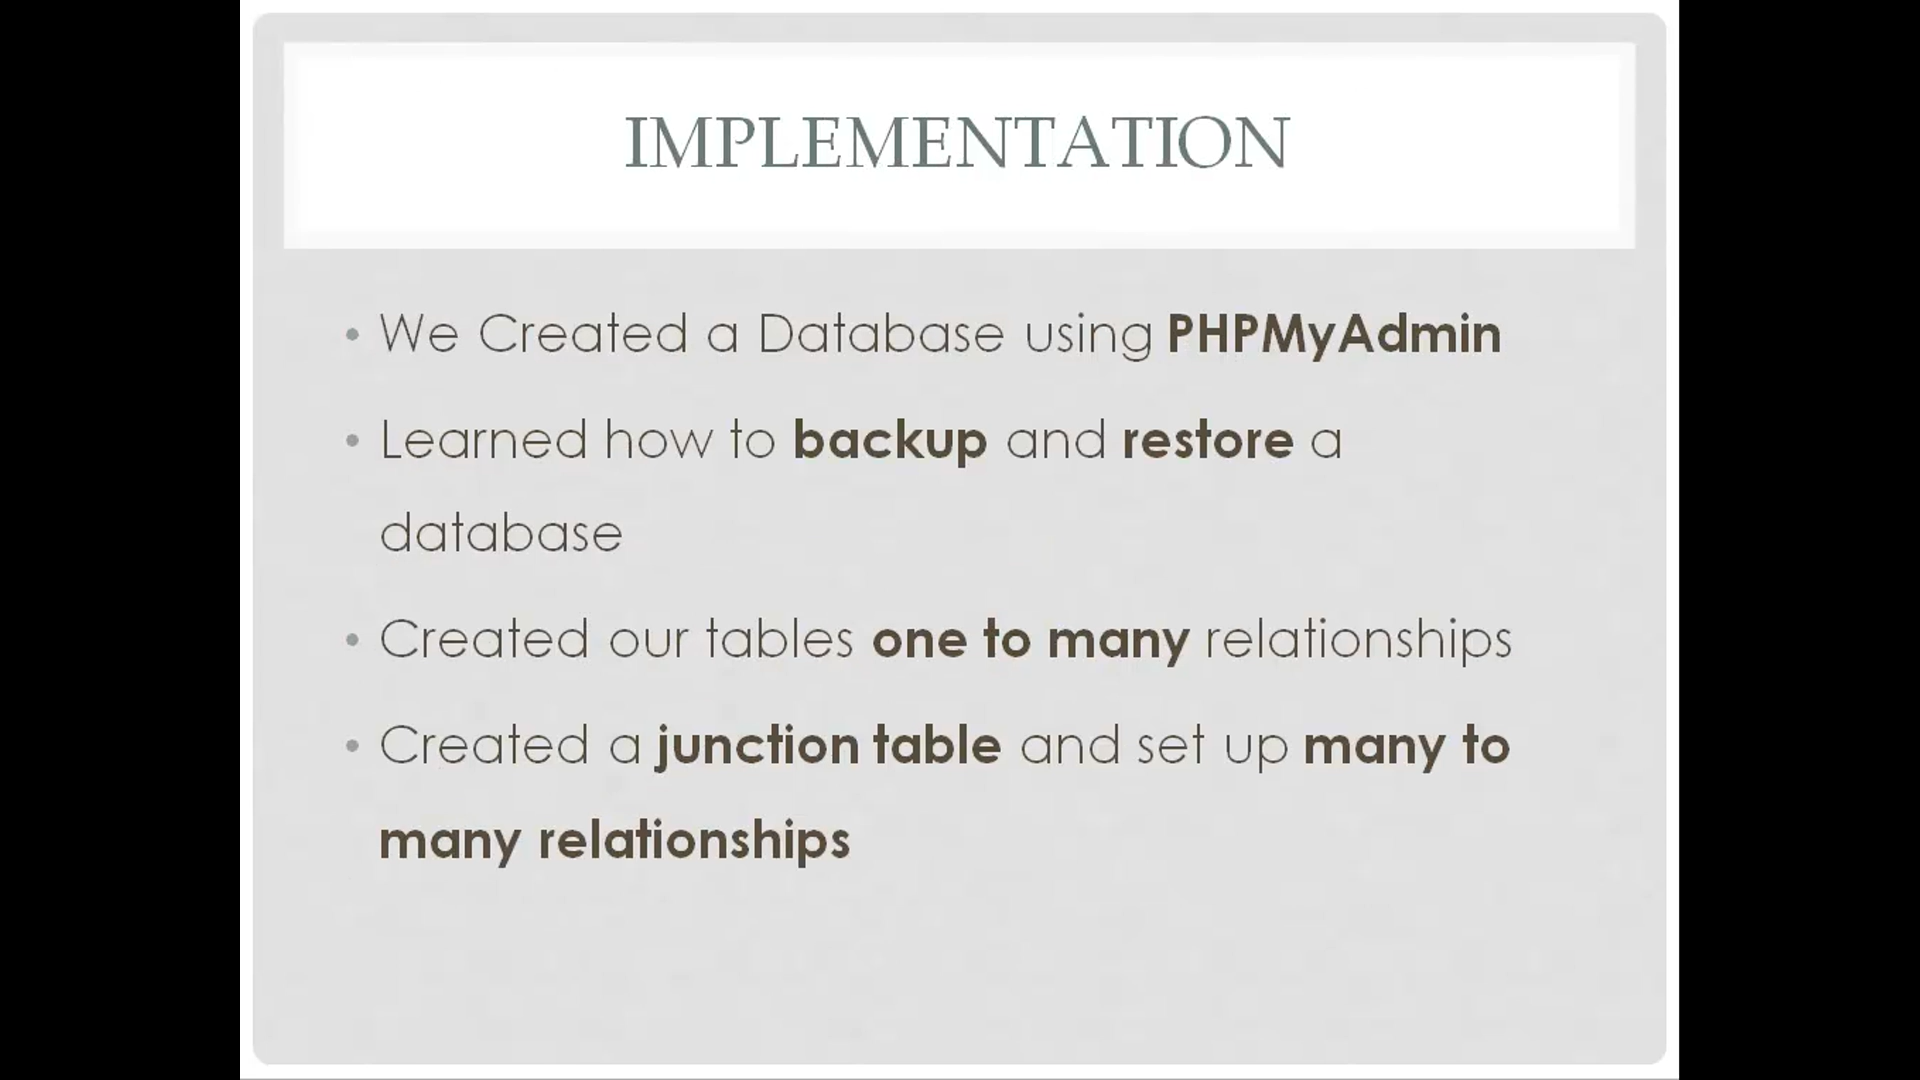 IMPLEMENTATION
• We Created a Database using PHPMyAdmin
• Learned how to backup and restore a
database
• Created our tables one to many relationships
• Created a junction table and set up many to
many relationships